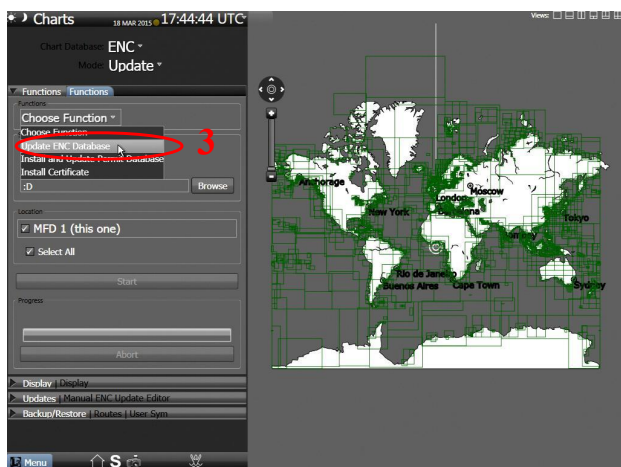 Charts 18 MAR 2015 17:44:44 UTC
Views:
Chart Database: ENC
Mode: Update
Functions Functions
Functions
Choose Function
Choose Function
Update ENC Database 3
Install and Update Permit Database
Install Certificate
:D Browse
Location
MFD 1 (this one)
Select All
Start
Progress
Abort
Display | Display
Updates | Manual ENC Update Editor
Backup/Restore | Routes | User Sym
Menu S
Anchorage
Moscow
London
New York
Barcelona
Tokyo
Rio de Janeiro
Buenos Aires Cape Town Sydney